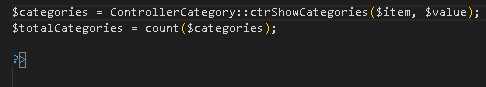 $categories = ControllerCategory::ctrShowCategories($item, $value);
$totalCategories = count($categories);
?>